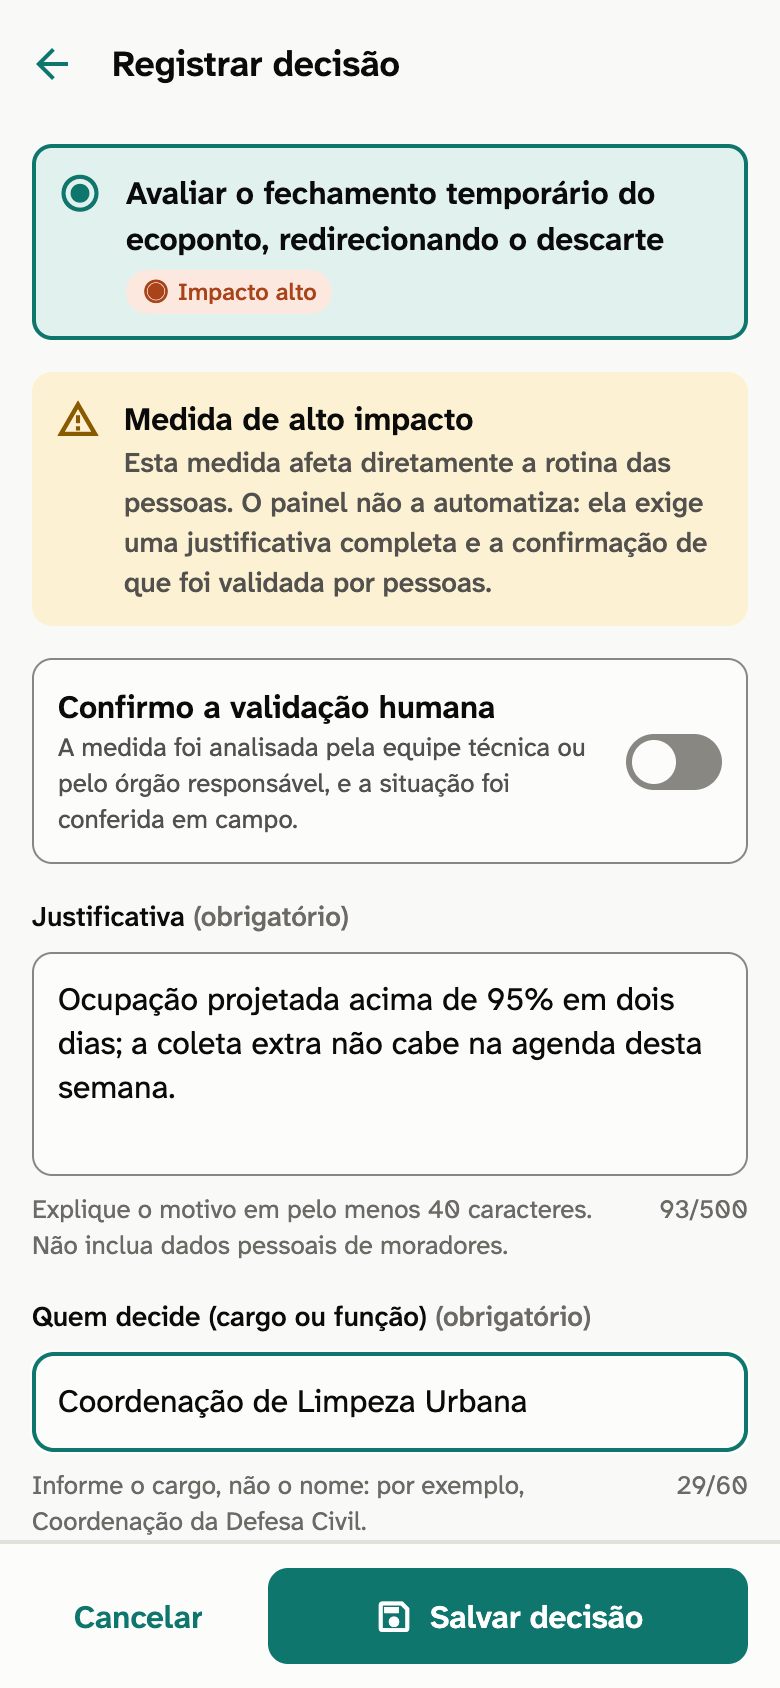 Registrar decisão
Avaliar o fechamento temporário do
ecoponto, redirecionando o descarte
Impacto alto
Medida de alto impacto
Esta medida afeta diretamente a rotina das
pessoas. O painel não a automatiza: ela exige
uma justificativa completa e a confirmação de
que foi validada por pessoas.
Confirmo a validação humana
A medida foi analisada pela equipe técnica ou
pelo órgão responsável, e a situação foi
conferida em campo.
Justificativa (obrigatório)
Ocupação projetada acima de 95% em dois
dias; a coleta extra não cabe na agenda desta
semana.
Explique o motivo em pelo menos 40 caracteres. 93/500
Não inclua dados pessoais de moradores.
Quem decide (cargo ou função) (obrigatório)
Coordenação de Limpeza Urbana
Informe o cargo, não o nome: por exemplo, 29/60
Coordenação da Defesa Civil.
Cancelar Salvar decisão